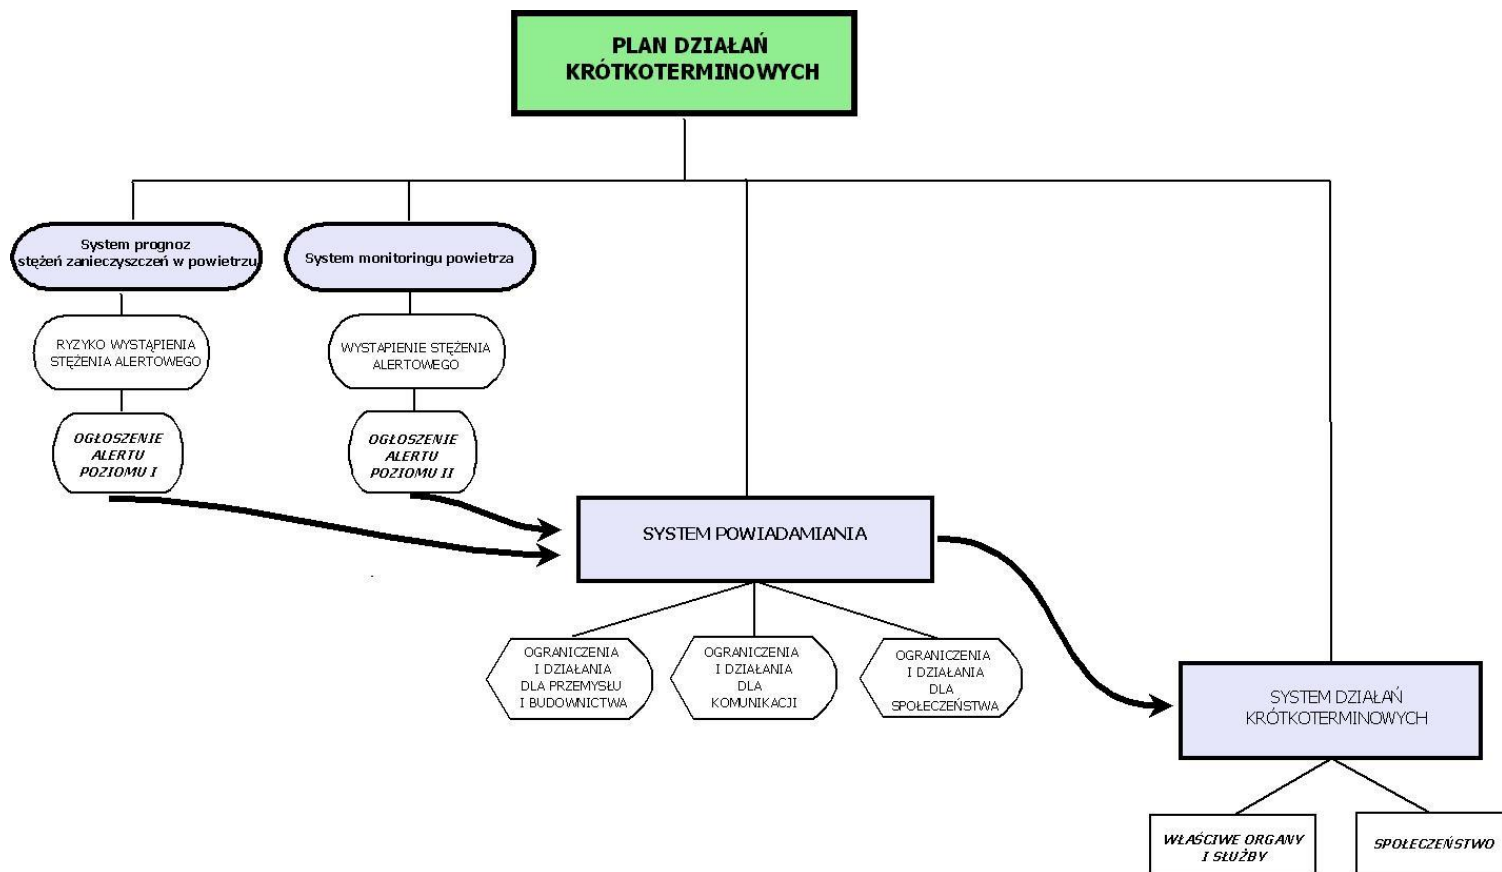 PLAN DZIAŁAŃ
KRÓTKOTERMINOWYCH
System prognoz
stężeń zanieczyszczeń w powietrzu
System monitoringu powietrza
RYZYKO WYSTĄPIENIA
STĘŻENIA ALERTOWEGO
WYSTAPIENIE STĘŻENIA
ALERTOWEGO
OGŁOSZENIE
ALERTU
POZIOMU I
OGŁOSZENIE
ALERTU
POZIOMU II
SYSTEM POWIADAMIANIA
OGRANICZENIA
I DZIAŁANIA
DLA PRZEMYSŁU
I BUDOWNICTWA
OGRANICZENIA
I DZIAŁANIA
DLA
KOMUNIKACJI
OGRANICZENIA
I DZIAŁANIA
DLA
SPOŁECZEŃSTWA
SYSTEM DZIAŁAŃ
KRÓTKOTERMINOWYCH
WŁAŚCIWE ORGANY
I SŁUŻBY
SPOŁECZEŃSTWO